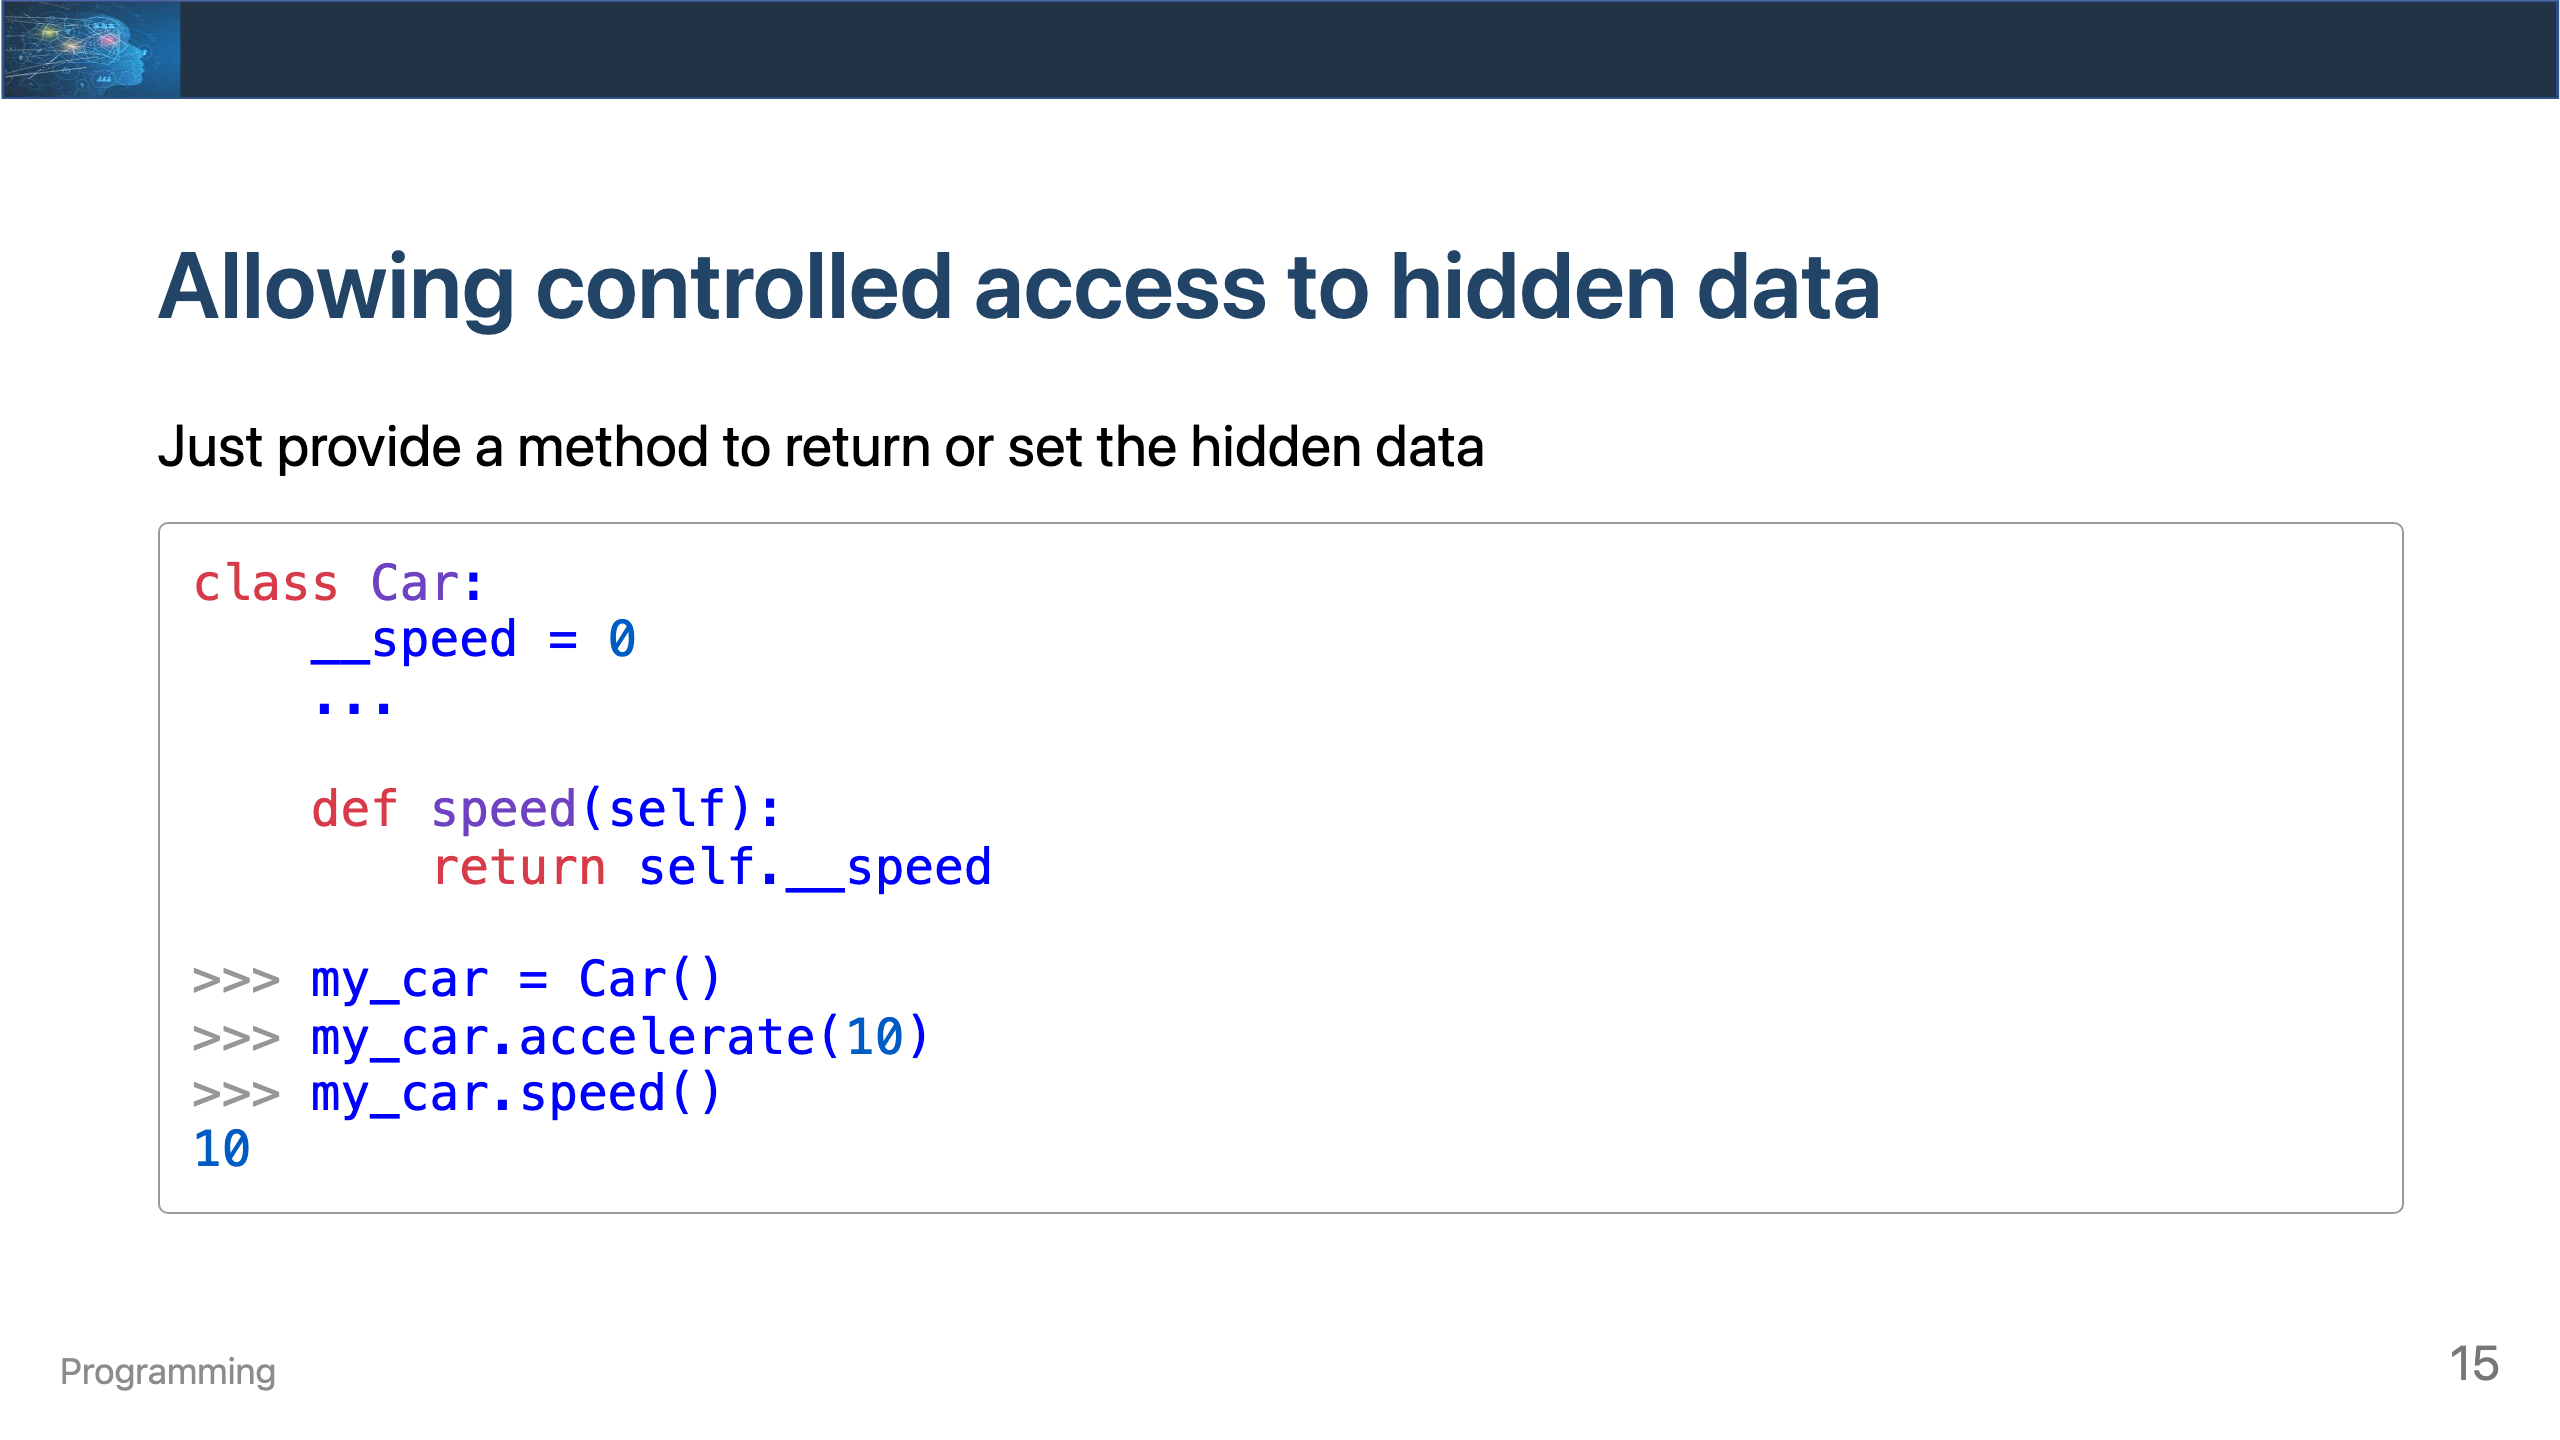 Allowing controlled access to hidden data
Just provide a method to return or set the hidden data
class Car:
    __speed = 0
    ...
    def speed(self):
        return self.__speed
>>> my_car = Car()
>>> my_car.accelerate(10)
>>> my_car.speed()
10
Programming
15